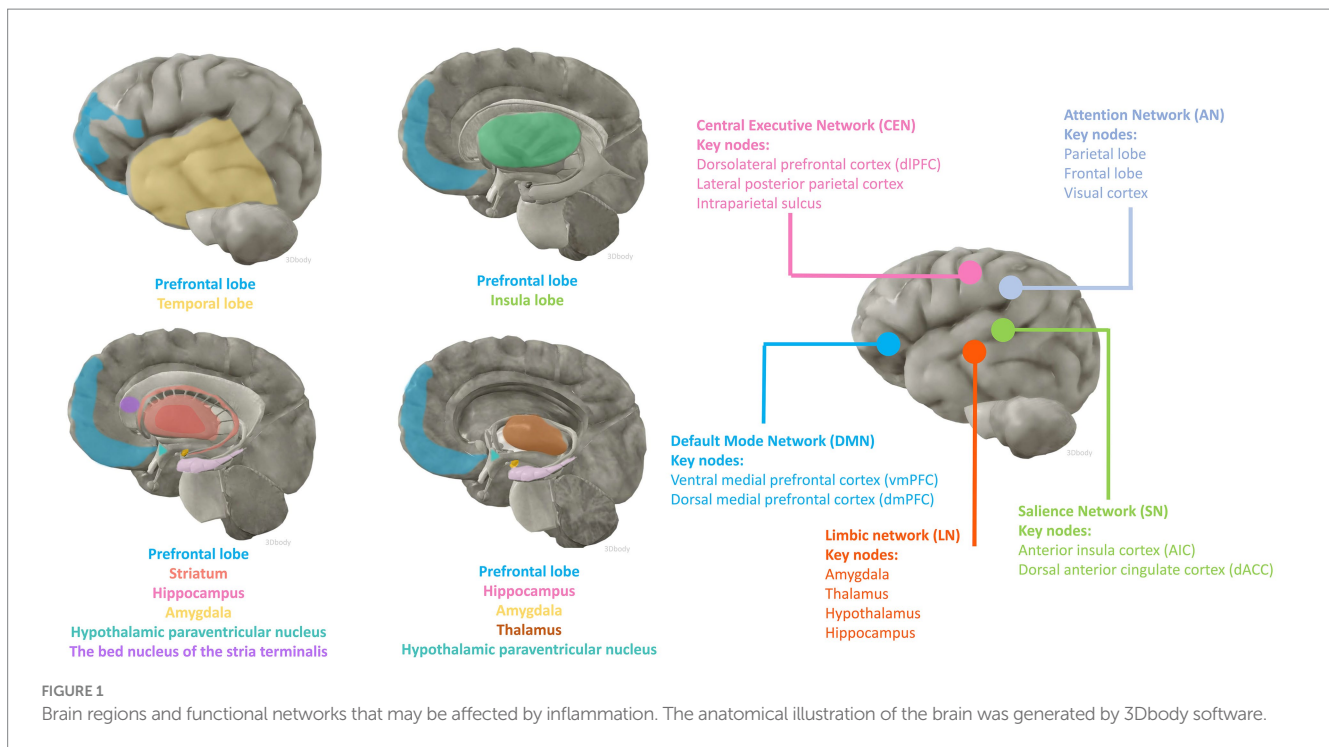 3Dbody
Prefrontal lobe
Temporal lobe
3Dbody
Prefrontal lobe
Insula lobe
3Dbody
Prefrontal lobe
Striatum
Hippocampus
Amygdala
Hypothalamic paraventricular nucleus
The bed nucleus of the stria terminalis
3Dbody
Prefrontal lobe
Hippocampus
Amygdala
Thalamus
Hypothalamic paraventricular nucleus
Central Executive Network (CEN)
Key nodes:
Dorsolateral prefrontal cortex (dlPFC)
Lateral posterior parietal cortex
Intraparietal sulcus
Attention Network (AN)
Key nodes:
Parietal lobe
Frontal lobe
Visual cortex
3Dbody
Default Mode Network (DMN)
Key nodes:
Ventral medial prefrontal cortex (vmPFC)
Dorsal medial prefrontal cortex (dmPFC)
Limbic network (LN)
Key nodes:
Amygdala
Thalamus
Hypothalamus
Hippocampus
Salience Network (SN)
Key nodes:
Anterior insula cortex (AIC)
Dorsal anterior cingulate cortex (dACC)
FIGURE 1
Brain regions and functional networks that may be affected by inflammation. The anatomical illustration of the brain was generated by 3Dbody software.